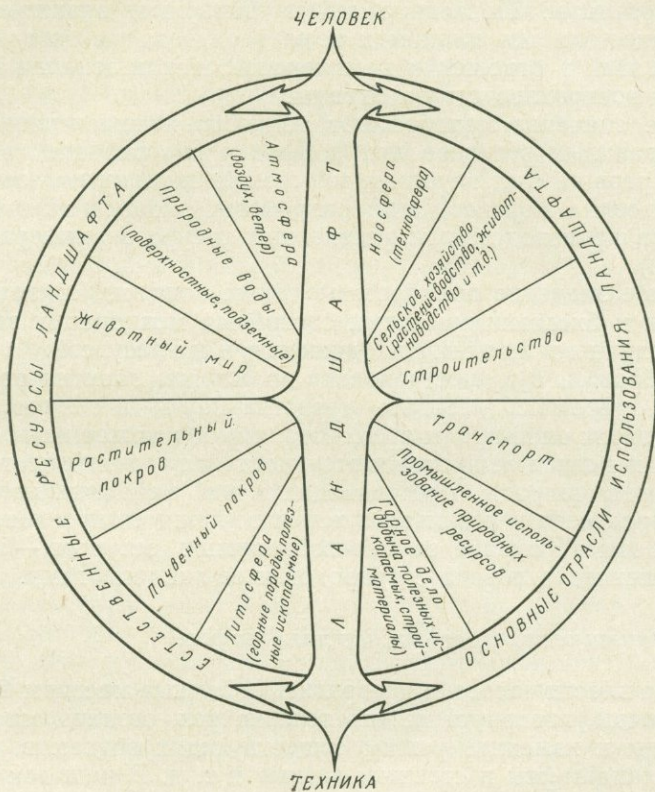 ЧЕЛОВЕК
ЕСТЕСТВЕННЫЕ РЕСУРСЫ ЛАНДШАФТА
Атмосфера
(воздух, ветер)
Природные воды
(поверхностные, подземные)
Животный мир
Растительный
покров
Почвенный покров
Литосфера
(горные породы, полез-
ные ископаемые)
ЛАНДШАФТ
ОСНОВНЫЕ ОТРАСЛИ ИСПОЛЬЗОВАНИЯ ЛАНДШАФТА
Ноосфера
(техносфера)
Сельское хозяйство
(растениеводство, живот-
новодство и т.д.)
Строительство
Транспорт
Промышленное исполь-
зование природных
ресурсов
Горное дело
(добыча полезных ис-
копаемых, строй-
материалы)
ТЕХНИКА